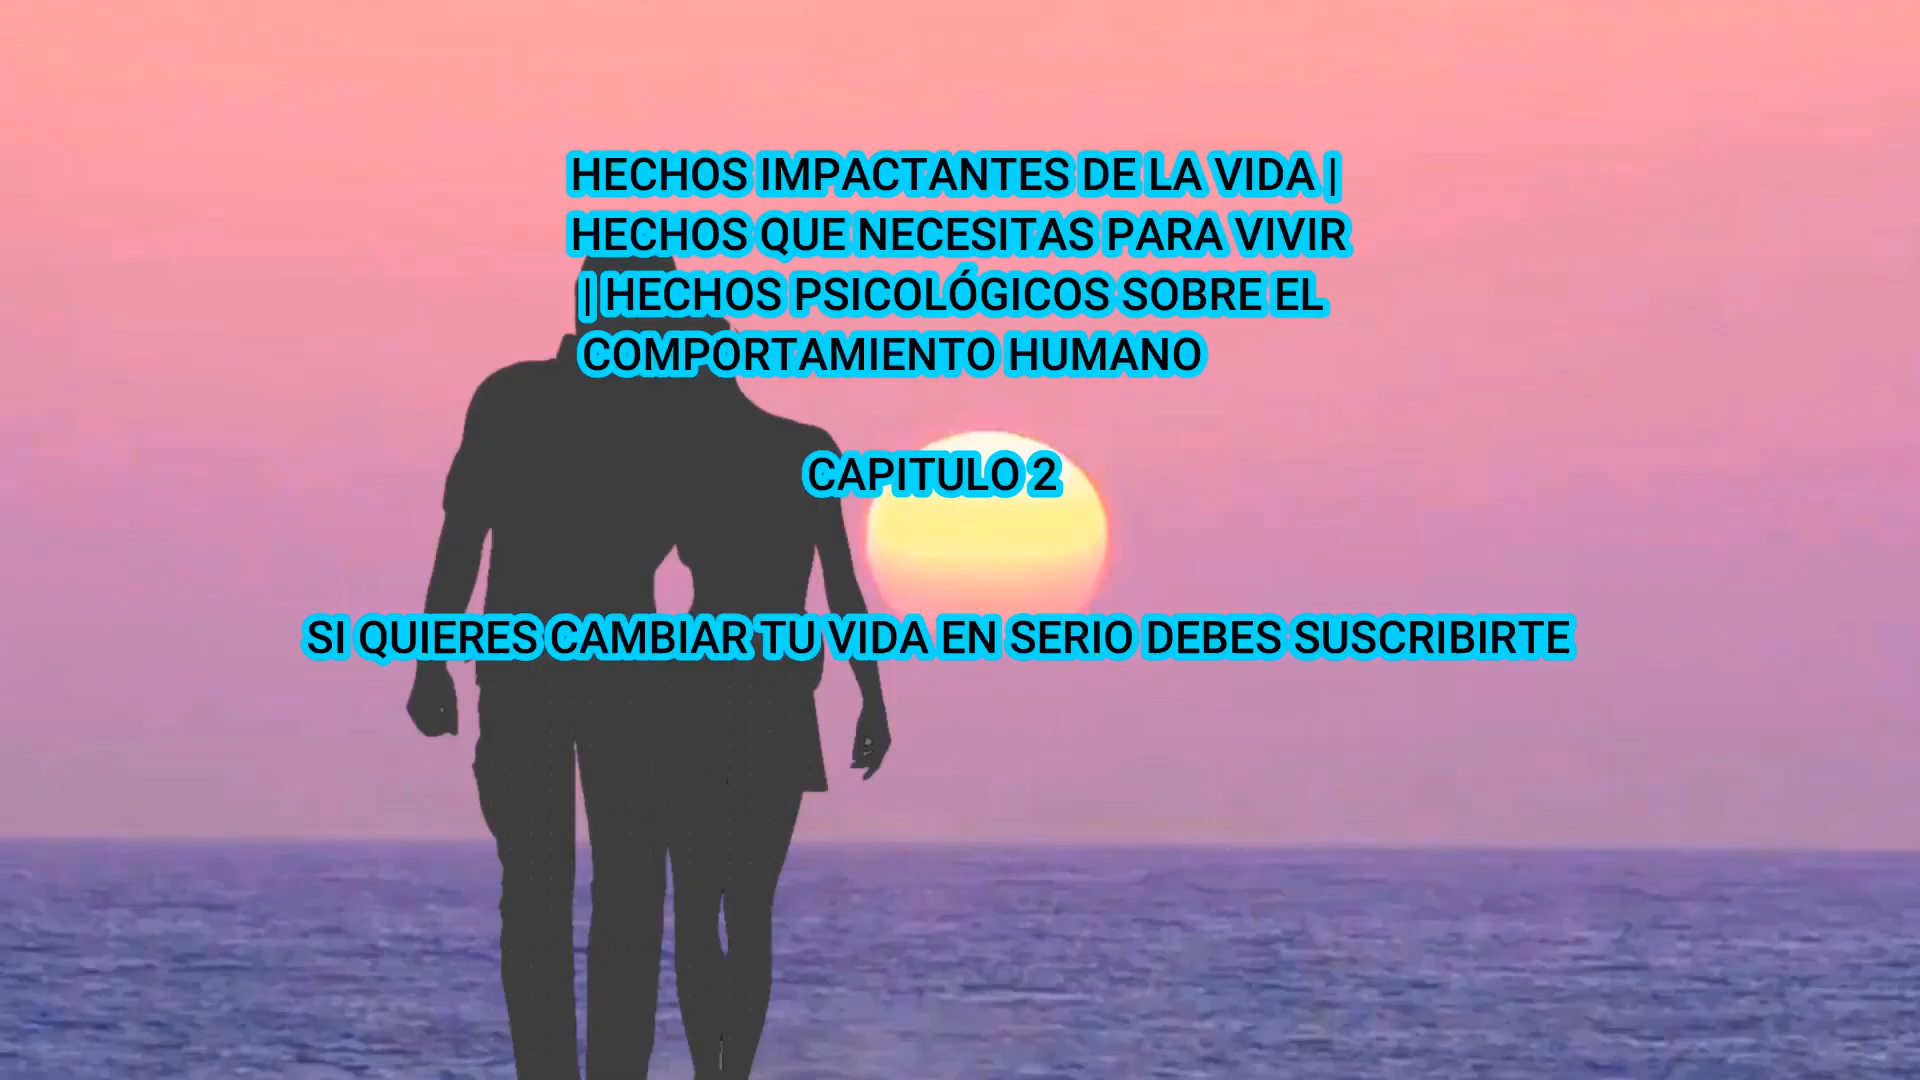 HECHOS IMPACTANTES DE LA VIDA |
HECHOS QUE NECESITAS PARA VIVIR
| HECHOS PSICOLÓGICOS SOBRE EL
COMPORTAMIENTO HUMANO
CAPITULO 2
SI QUIERES CAMBIAR TU VIDA EN SERIO DEBES SUSCRIBIRTE